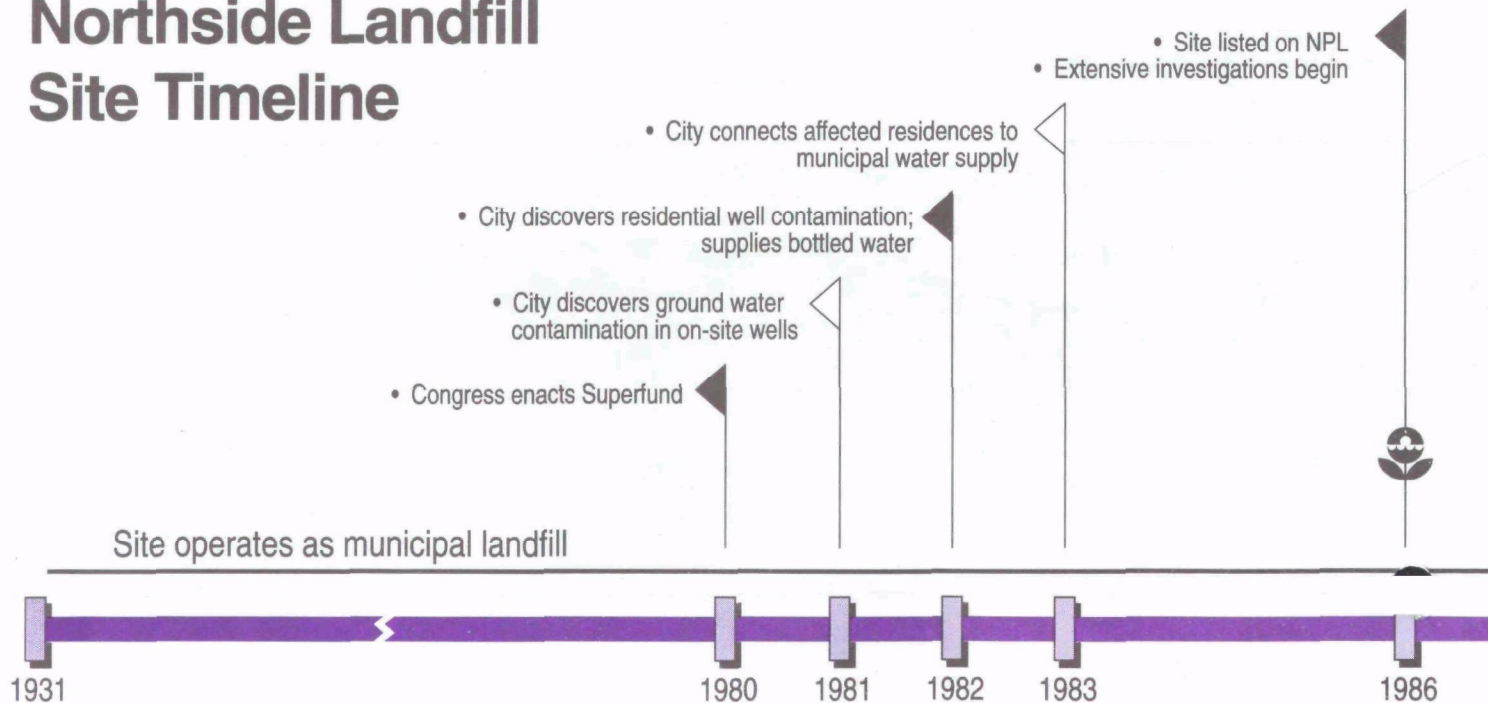 Northside Landfill
Site Timeline
• Site listed on NPL
• Extensive investigations begin
• City connects affected residences to
municipal water supply
• City discovers residential well contamination;
supplies bottled water
• City discovers ground water
contamination in on-site wells
• Congress enacts Superfund
Site operates as municipal landfill
1931
1980
1981
1982
1983
1986